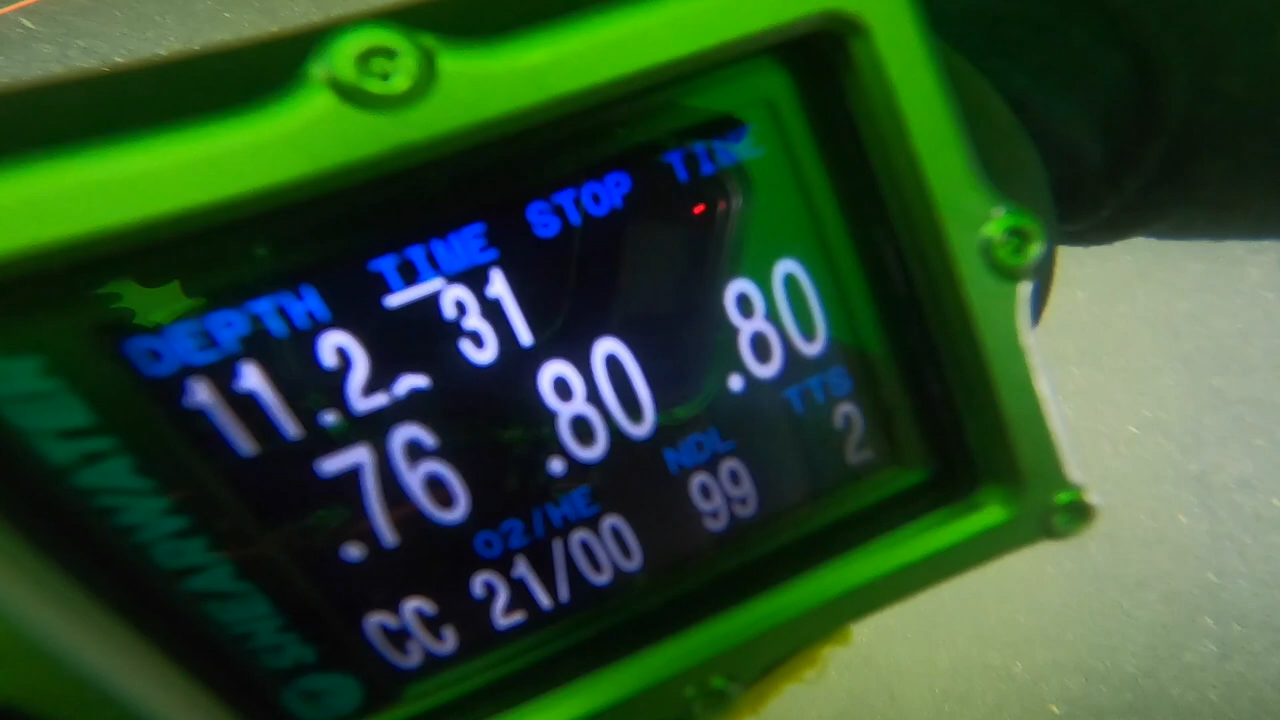 DEPTH TIME STOP TIME
11.2 31
.76 .80 .80
O2/HE NDL TTS
CC 21/00 99 2
SHEARWATER